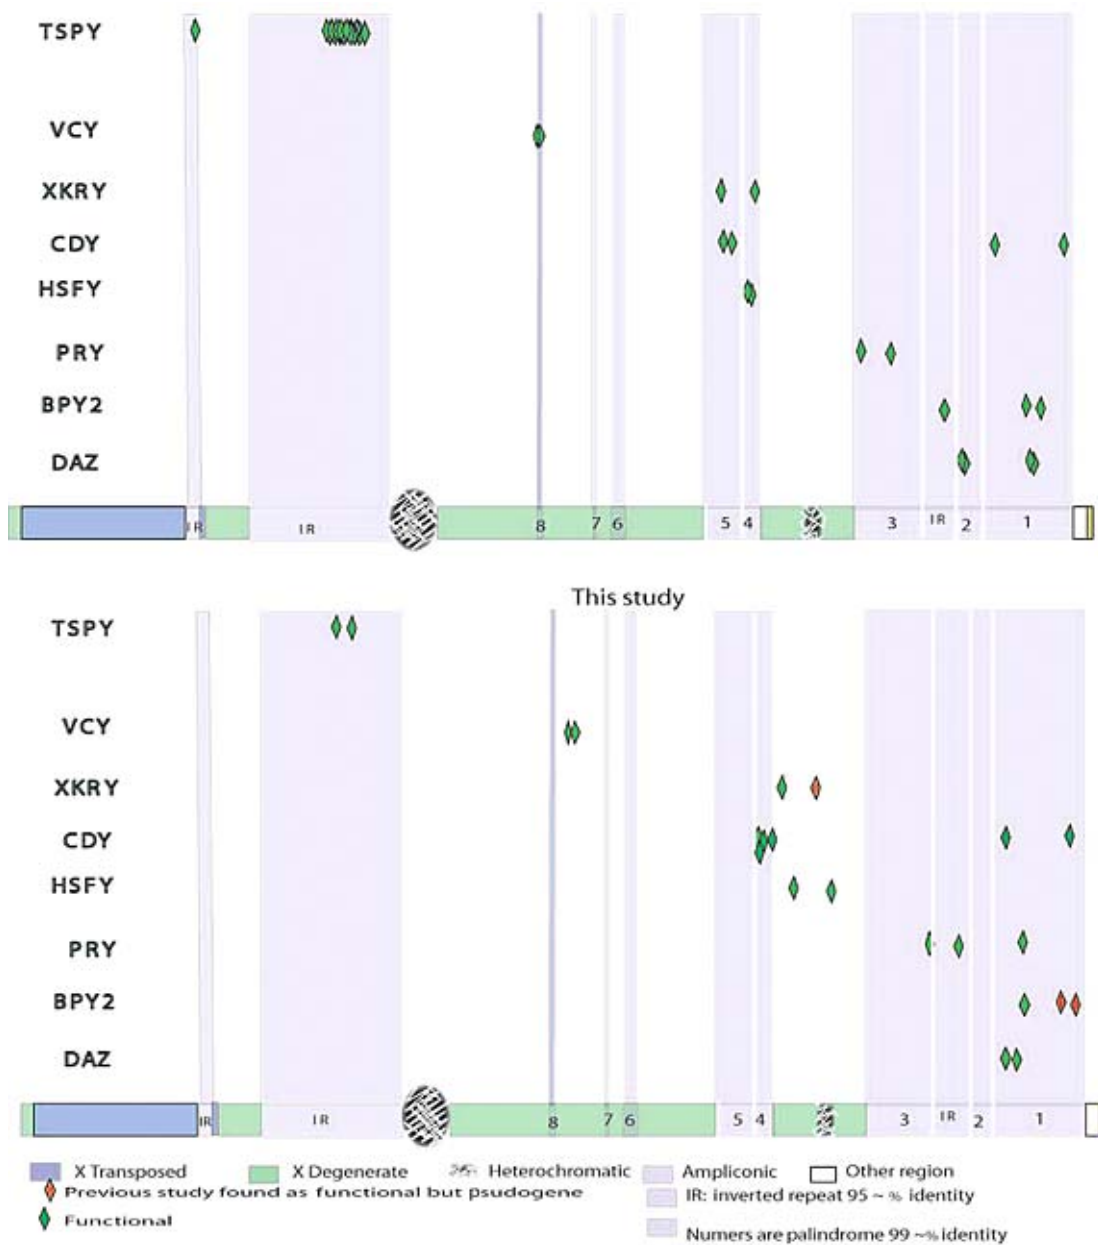 TSPY
VCY
XKRY
CDY
HSFY
PRY
BPY2
DAZ
IR IR 8 7 6 5 4 3 IR 2 1
This study
TSPY
VCY
XKRY
CDY
HSFY
PRY
BPY2
DAZ
IR IR 8 7 6 5 4 3 IR 2 1
X Transposed X Degenerate Heterochromatic Ampliconic Other region
Previous study found as functional but psudogene IR: inverted repeat 95 ~ % identity
Functional
Numers are palindrome 99 ~% identity